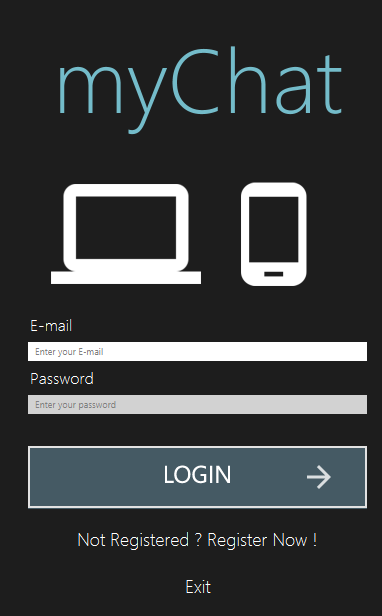 myChat
E-mail
Enter your E-mail
Password
Enter your password
LOGIN
Not Registered ? Register Now !
Exit